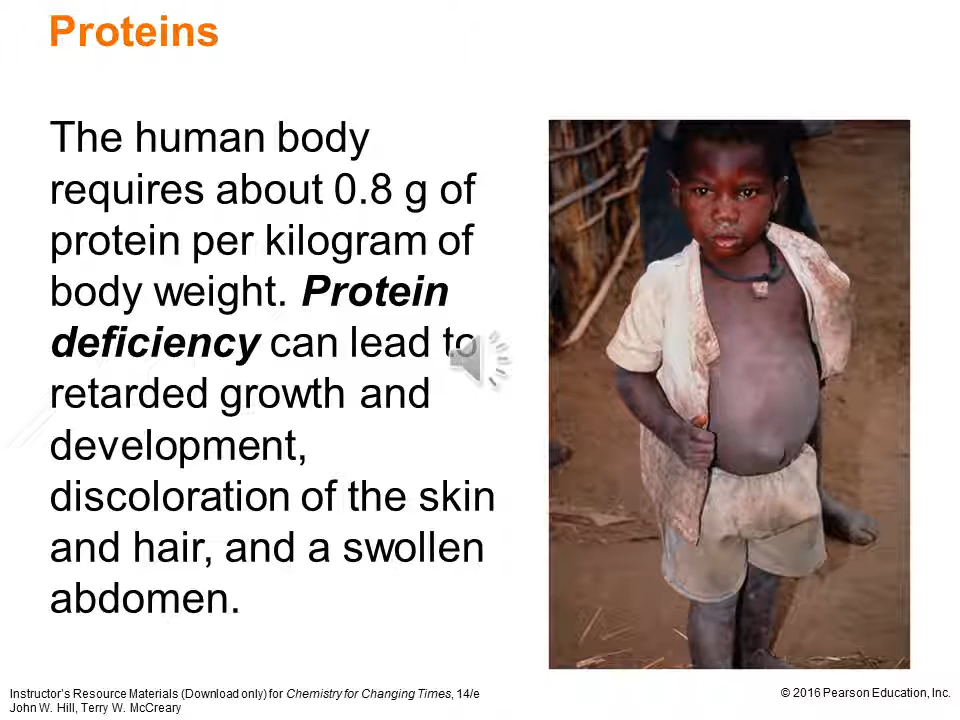 Proteins
The human body
requires about 0.8 g of
protein per kilogram of
body weight. Protein
deficiency can lead to
retarded growth and
development,
discoloration of the skin
and hair, and a swollen
abdomen.
Instructor's Resource Materials (Download only) for Chemistry for Changing Times, 14/e
John W. Hill, Terry W. McCreary
© 2016 Pearson Education, Inc.